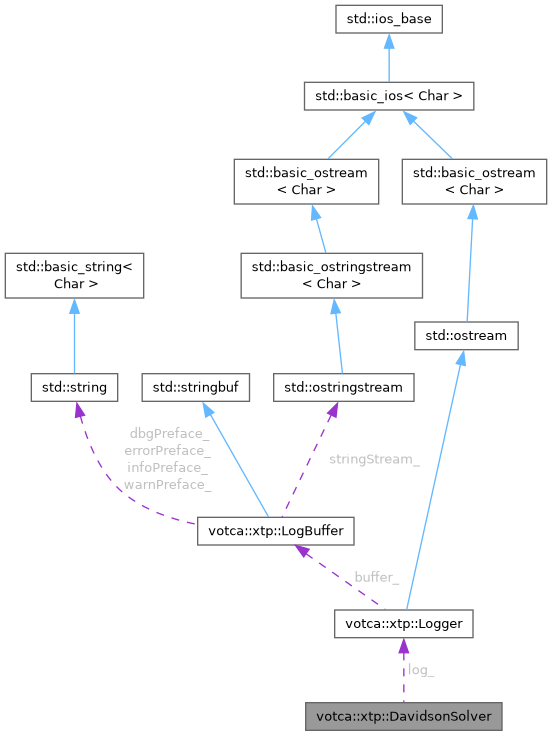 std::ios_base
std::basic_ios< Char >
std::basic_ostream
< Char >
std::basic_ostream
< Char >
std::basic_string<
Char >
std::basic_ostringstream
< Char >
std::ostream
std::string
std::stringbuf
std::ostringstream
dbgPreface_
errorPreface_
infoPreface_
warnPreface_
stringStream_
votca::xtp::LogBuffer
buffer_
votca::xtp::Logger
log_
votca::xtp::DavidsonSolver